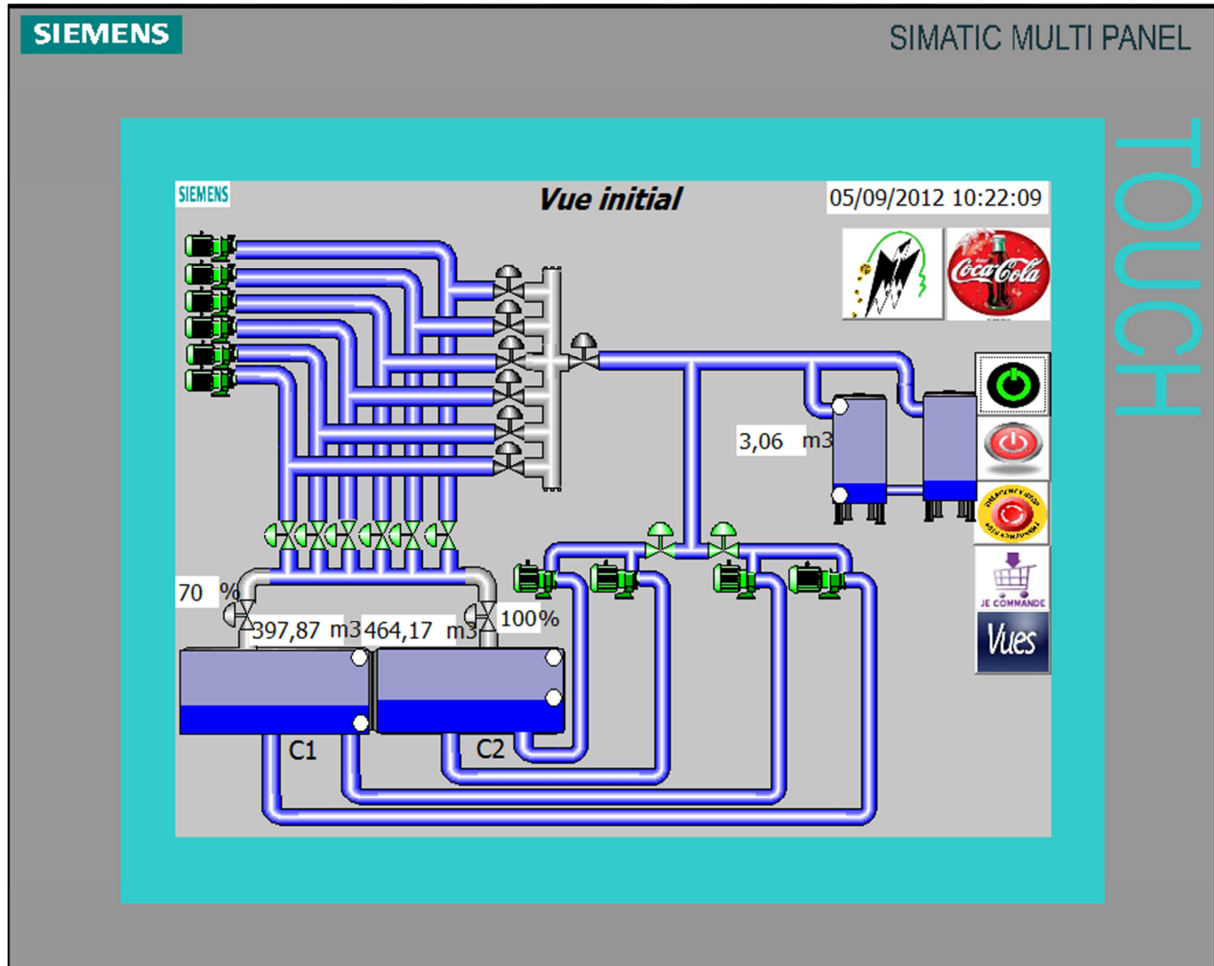 SIEMENS
SIMATIC MULTI PANEL
TOUCH
SIEMENS
Vue initial
05/09/2012 10:22:09
Coca-Cola
3,06 m3
JE COMMANDE
70 %
100%
397,87 m3
464,17 m3
Vues
C1
C2